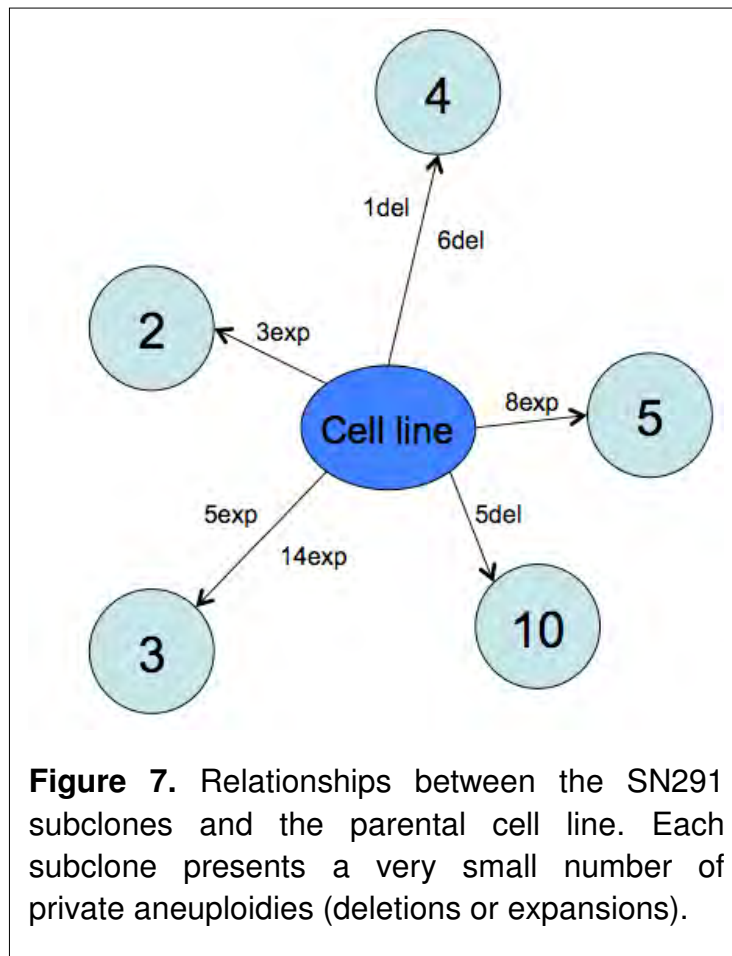 4
1del
6del
2
3exp
8exp
5
Cell line
5exp
5del
14exp
10
3
Figure 7. Relationships between the SN291
subclones and the parental cell line. Each
subclone presents a very small number of
private aneuploidies (deletions or expansions).